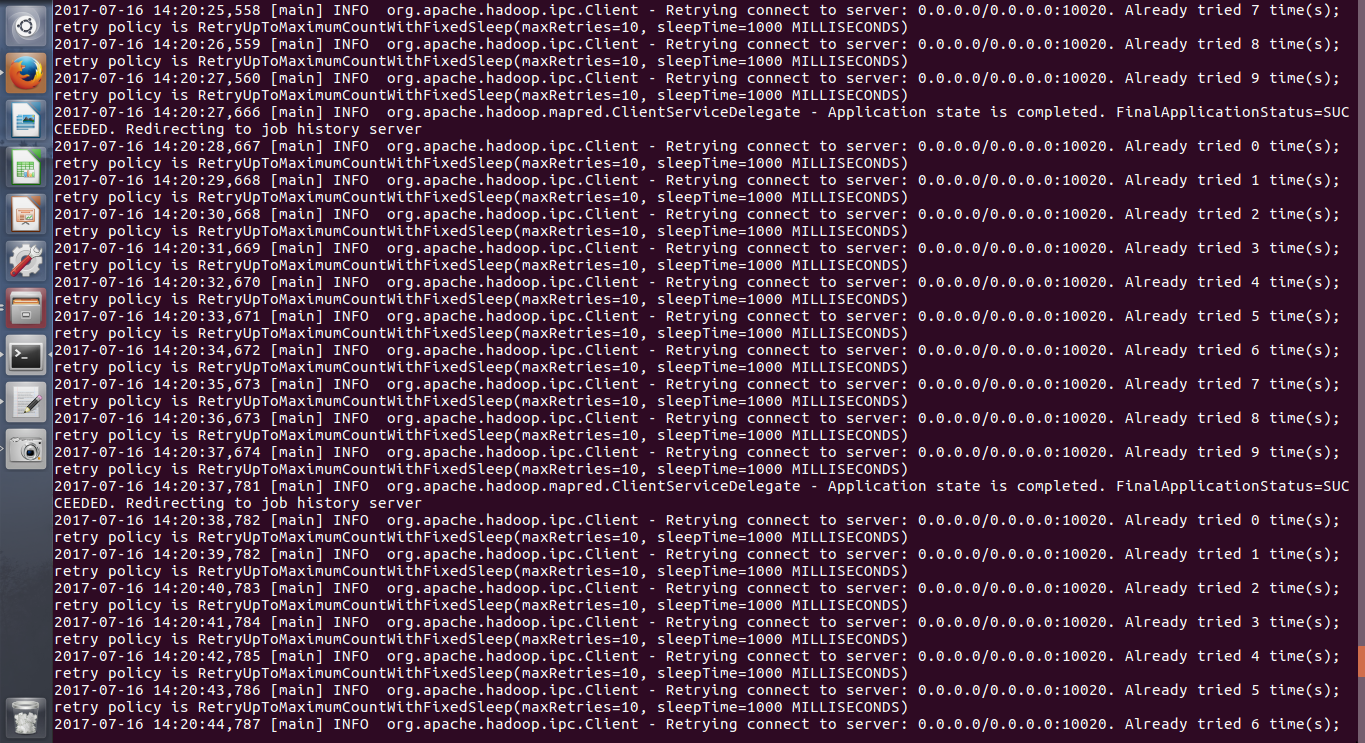 2017-07-16 14:20:25,558 [main] INFO  org.apache.hadoop.ipc.Client - Retrying connect to server: 0.0.0.0/0.0.0.0:10020. Already tried 7 time(s);
retry policy is RetryUpToMaximumCountWithFixedSleep(maxRetries=10, sleepTime=1000 MILLISECONDS)
2017-07-16 14:20:26,559 [main] INFO  org.apache.hadoop.ipc.Client - Retrying connect to server: 0.0.0.0/0.0.0.0:10020. Already tried 8 time(s);
retry policy is RetryUpToMaximumCountWithFixedSleep(maxRetries=10, sleepTime=1000 MILLISECONDS)
2017-07-16 14:20:27,560 [main] INFO  org.apache.hadoop.ipc.Client - Retrying connect to server: 0.0.0.0/0.0.0.0:10020. Already tried 9 time(s);
retry policy is RetryUpToMaximumCountWithFixedSleep(maxRetries=10, sleepTime=1000 MILLISECONDS)
2017-07-16 14:20:27,666 [main] INFO  org.apache.hadoop.mapred.ClientServiceDelegate - Application state is completed. FinalApplicationStatus=SUC
CEEDED. Redirecting to job history server
2017-07-16 14:20:28,667 [main] INFO  org.apache.hadoop.ipc.Client - Retrying connect to server: 0.0.0.0/0.0.0.0:10020. Already tried 0 time(s);
retry policy is RetryUpToMaximumCountWithFixedSleep(maxRetries=10, sleepTime=1000 MILLISECONDS)
2017-07-16 14:20:29,668 [main] INFO  org.apache.hadoop.ipc.Client - Retrying connect to server: 0.0.0.0/0.0.0.0:10020. Already tried 1 time(s);
retry policy is RetryUpToMaximumCountWithFixedSleep(maxRetries=10, sleepTime=1000 MILLISECONDS)
2017-07-16 14:20:30,668 [main] INFO  org.apache.hadoop.ipc.Client - Retrying connect to server: 0.0.0.0/0.0.0.0:10020. Already tried 2 time(s);
retry policy is RetryUpToMaximumCountWithFixedSleep(maxRetries=10, sleepTime=1000 MILLISECONDS)
2017-07-16 14:20:31,669 [main] INFO  org.apache.hadoop.ipc.Client - Retrying connect to server: 0.0.0.0/0.0.0.0:10020. Already tried 3 time(s);
retry policy is RetryUpToMaximumCountWithFixedSleep(maxRetries=10, sleepTime=1000 MILLISECONDS)
2017-07-16 14:20:32,670 [main] INFO  org.apache.hadoop.ipc.Client - Retrying connect to server: 0.0.0.0/0.0.0.0:10020. Already tried 4 time(s);
retry policy is RetryUpToMaximumCountWithFixedSleep(maxRetries=10, sleepTime=1000 MILLISECONDS)
2017-07-16 14:20:33,671 [main] INFO  org.apache.hadoop.ipc.Client - Retrying connect to server: 0.0.0.0/0.0.0.0:10020. Already tried 5 time(s);
retry policy is RetryUpToMaximumCountWithFixedSleep(maxRetries=10, sleepTime=1000 MILLISECONDS)
2017-07-16 14:20:34,672 [main] INFO  org.apache.hadoop.ipc.Client - Retrying connect to server: 0.0.0.0/0.0.0.0:10020. Already tried 6 time(s);
retry policy is RetryUpToMaximumCountWithFixedSleep(maxRetries=10, sleepTime=1000 MILLISECONDS)
2017-07-16 14:20:35,673 [main] INFO  org.apache.hadoop.ipc.Client - Retrying connect to server: 0.0.0.0/0.0.0.0:10020. Already tried 7 time(s);
retry policy is RetryUpToMaximumCountWithFixedSleep(maxRetries=10, sleepTime=1000 MILLISECONDS)
2017-07-16 14:20:36,673 [main] INFO  org.apache.hadoop.ipc.Client - Retrying connect to server: 0.0.0.0/0.0.0.0:10020. Already tried 8 time(s);
retry policy is RetryUpToMaximumCountWithFixedSleep(maxRetries=10, sleepTime=1000 MILLISECONDS)
2017-07-16 14:20:37,674 [main] INFO  org.apache.hadoop.ipc.Client - Retrying connect to server: 0.0.0.0/0.0.0.0:10020. Already tried 9 time(s);
retry policy is RetryUpToMaximumCountWithFixedSleep(maxRetries=10, sleepTime=1000 MILLISECONDS)
2017-07-16 14:20:37,781 [main] INFO  org.apache.hadoop.mapred.ClientServiceDelegate - Application state is completed. FinalApplicationStatus=SUC
CEEDED. Redirecting to job history server
2017-07-16 14:20:38,782 [main] INFO  org.apache.hadoop.ipc.Client - Retrying connect to server: 0.0.0.0/0.0.0.0:10020. Already tried 0 time(s);
retry policy is RetryUpToMaximumCountWithFixedSleep(maxRetries=10, sleepTime=1000 MILLISECONDS)
2017-07-16 14:20:39,782 [main] INFO  org.apache.hadoop.ipc.Client - Retrying connect to server: 0.0.0.0/0.0.0.0:10020. Already tried 1 time(s);
retry policy is RetryUpToMaximumCountWithFixedSleep(maxRetries=10, sleepTime=1000 MILLISECONDS)
2017-07-16 14:20:40,783 [main] INFO  org.apache.hadoop.ipc.Client - Retrying connect to server: 0.0.0.0/0.0.0.0:10020. Already tried 2 time(s);
retry policy is RetryUpToMaximumCountWithFixedSleep(maxRetries=10, sleepTime=1000 MILLISECONDS)
2017-07-16 14:20:41,784 [main] INFO  org.apache.hadoop.ipc.Client - Retrying connect to server: 0.0.0.0/0.0.0.0:10020. Already tried 3 time(s);
retry policy is RetryUpToMaximumCountWithFixedSleep(maxRetries=10, sleepTime=1000 MILLISECONDS)
2017-07-16 14:20:42,785 [main] INFO  org.apache.hadoop.ipc.Client - Retrying connect to server: 0.0.0.0/0.0.0.0:10020. Already tried 4 time(s);
retry policy is RetryUpToMaximumCountWithFixedSleep(maxRetries=10, sleepTime=1000 MILLISECONDS)
2017-07-16 14:20:43,786 [main] INFO  org.apache.hadoop.ipc.Client - Retrying connect to server: 0.0.0.0/0.0.0.0:10020. Already tried 5 time(s);
retry policy is RetryUpToMaximumCountWithFixedSleep(maxRetries=10, sleepTime=1000 MILLISECONDS)
2017-07-16 14:20:44,787 [main] INFO  org.apache.hadoop.ipc.Client - Retrying connect to server: 0.0.0.0/0.0.0.0:10020. Already tried 6 time(s);